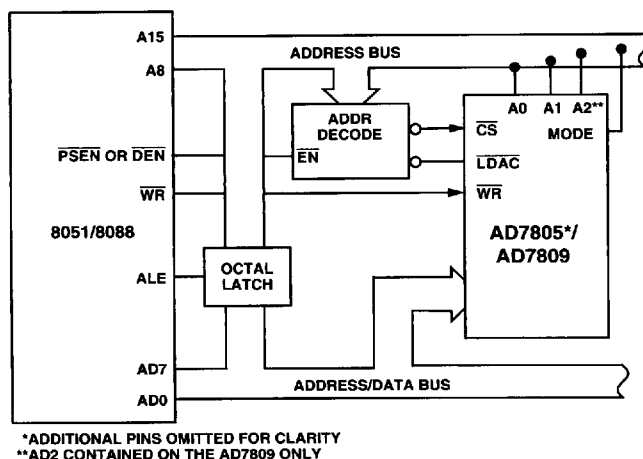 A15
ADDRESS BUS
A8
A0 A1 A2**
ADDR
DECODE
CS
MODE
PSEN OR DEN
EN
LDAC
WR
WR
8051/8088
AD7805*/
AD7809
OCTAL
LATCH
ALE
AD7
ADDRESS/DATA BUS
AD0
*ADDITIONAL PINS OMITTED FOR CLARITY
**AD2 CONTAINED ON THE AD7809 ONLY